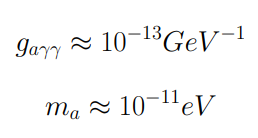 g_{aγγ} ≈ 10^{-13} GeV^{-1}
m_a ≈ 10^{-11} eV